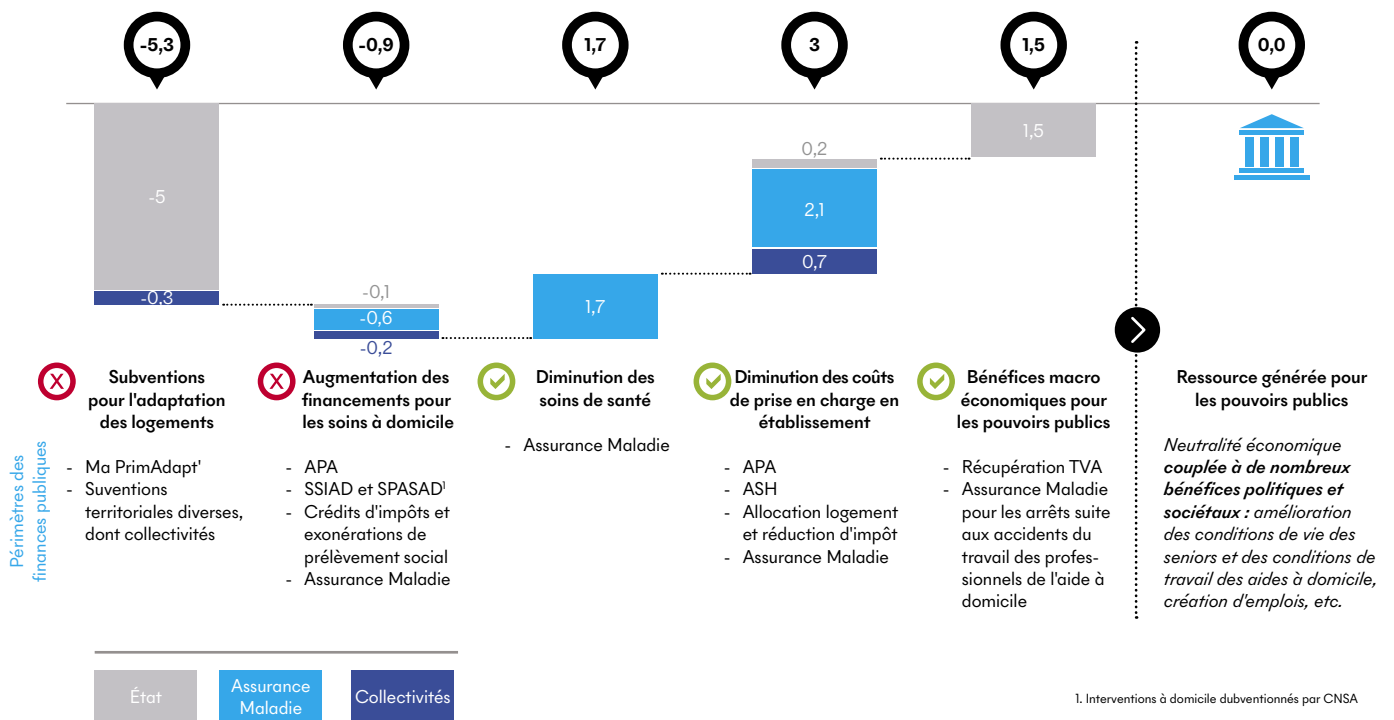 -5,3
-0,9
1,7
3
1,5
0,0
-5
-0,3
-0,1
-0,6
-0,2
1,7
0,2
2,1
0,7
1,5
Périmètres des
finances publiques
X
Subventions
pour l'adaptation
des logements
- Ma PrimAdapt'
- Suventions
territoriales diverses,
dont collectivités
X
Augmentation des
financements pour
les soins à domicile
- APA
- SSIAD et SPASAD¹
- Crédits d'impôts et
exonérations de
prélèvement social
- Assurance Maladie
Diminution des
soins de santé
- Assurance Maladie
Diminution des coûts
de prise en charge en
établissement
- APA
- ASH
- Allocation logement
et réduction d'impôt
- Assurance Maladie
Bénéfices macro
économiques pour
les pouvoirs publics
- Récupération TVA
- Assurance Maladie
pour les arrêts suite
aux accidents du
travail des profes-
sionnels de l'aide à
domicile
Ressource générée pour
les pouvoirs publics
Neutralité économique
couplée à de nombreux
bénéfices politiques et
sociétaux : amélioration
des conditions de vie des
seniors et des conditions de
travail des aides à domicile,
création d'emplois, etc.
État
Assurance
Maladie
Collectivités
1. Interventions à domicile dubventionnés par CNSA